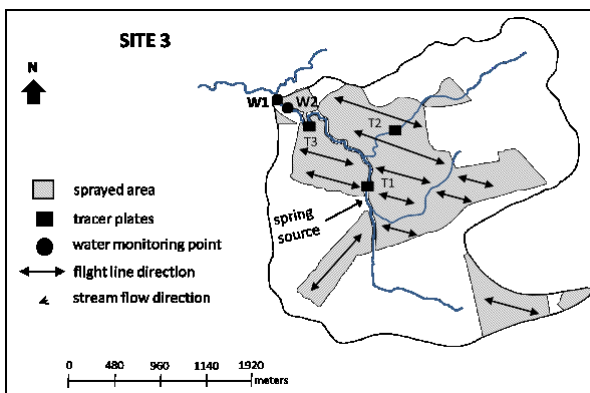 SITE 3
N
W1
W2
T2
T3
T1
spring
source
sprayed area
tracer plates
water monitoring point
flight line direction
stream flow direction
0 480 960 1140 1920
meters